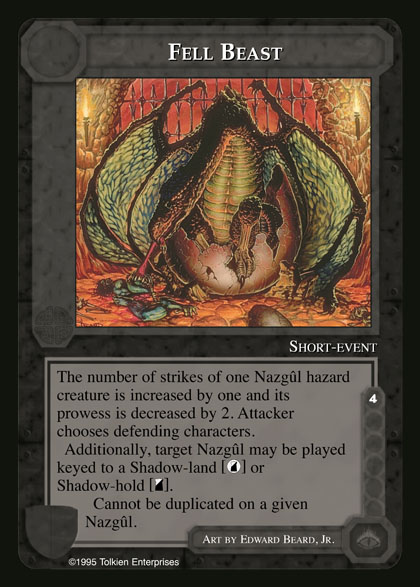 Fell Beast
Short-event
The number of strikes of one Nazgûl hazard
creature is increased by one and its
prowess is decreased by 2. Attacker
chooses defending characters.
Additionally, target Nazgûl may be played
keyed to a Shadow-land [] or
Shadow-hold [].
Cannot be duplicated on a given
Nazgûl.
4
Art by Edward Beard, Jr.
©1995 Tolkien Enterprises